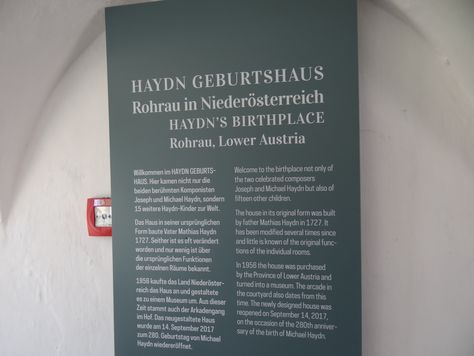 HAYDN GEBURTSHAUS
Rohrau in Niederösterreich
HAYDN'S BIRTHPLACE
Rohrau, Lower Austria
Willkommen im HAYDN GEBURTS-
HAUS. Hier kamen nicht nur die
beiden berühmten Komponisten
Joseph und Michael Haydn, sondern
15 weitere Haydn-Kinder zur Welt.
Das Haus in seiner ursprünglichen
Form baute Vater Mathias Haydn
1727. Seither ist es oft verändert
worden und nur wenig ist über
die ursprünglichen Funktionen
der einzelnen Räume bekannt.
1958 kaufte das Land Niederöster-
reich das Haus an und gestaltete
es zu einem Museum um. Aus dieser
Zeit stammt auch der Arkadengang
im Hof. Das neugestaltete Haus
wurde am 14. September 2017
zum 280. Geburtstag von Michael
Haydn wiedereröffnet.
Welcome to the birthplace not only of
the two celebrated composers
Joseph and Michael Haydn but also of
fifteen other children.
The house in its original form was built
by father Mathias Haydn in 1727. It
has been modified several times since
and little is known of the original func-
tions of the individual rooms.
In 1958 the house was purchased
by the Province of Lower Austria and
turned into a museum. The arcade in
the courtyard also dates from this
time. The newly designed house was
reopened on September 14, 2017,
on the occasion of the 280th anniver-
sary of the birth of Michael Haydn.